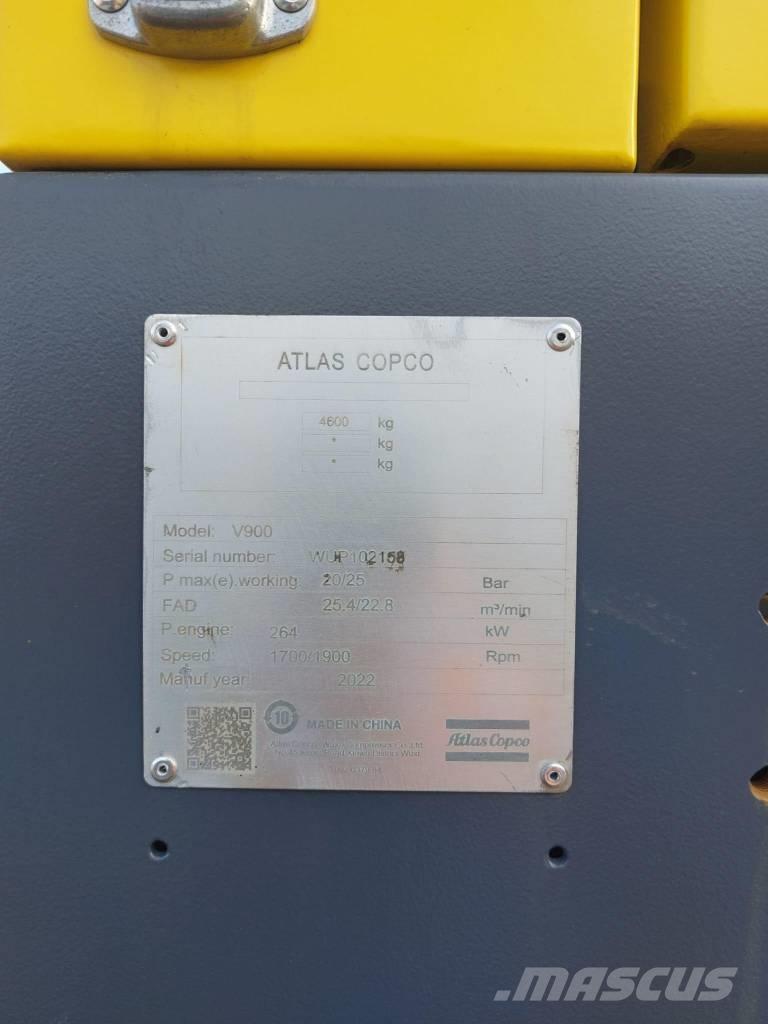 ATLAS COPCO
4600 kg
* kg
* kg
Model: V900
Serial number: WUP102158
P max(e).working: 20/25 Bar
FAD 25.4/22.8 m³/min
P.engine: 264 kW
Speed: 1700/1900 Rpm
Manuf.year 2022
10
MADE IN CHINA
Atlas Copco
MASCUS